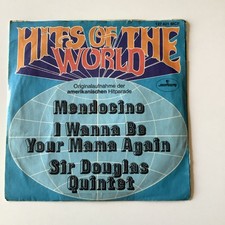 HITS OF THE
WORLD
Originalaufnahme der
amerikanischen Hitparade
Mendocino
I Wanna Be
Your Mama Again
Sir Douglas
Quintet